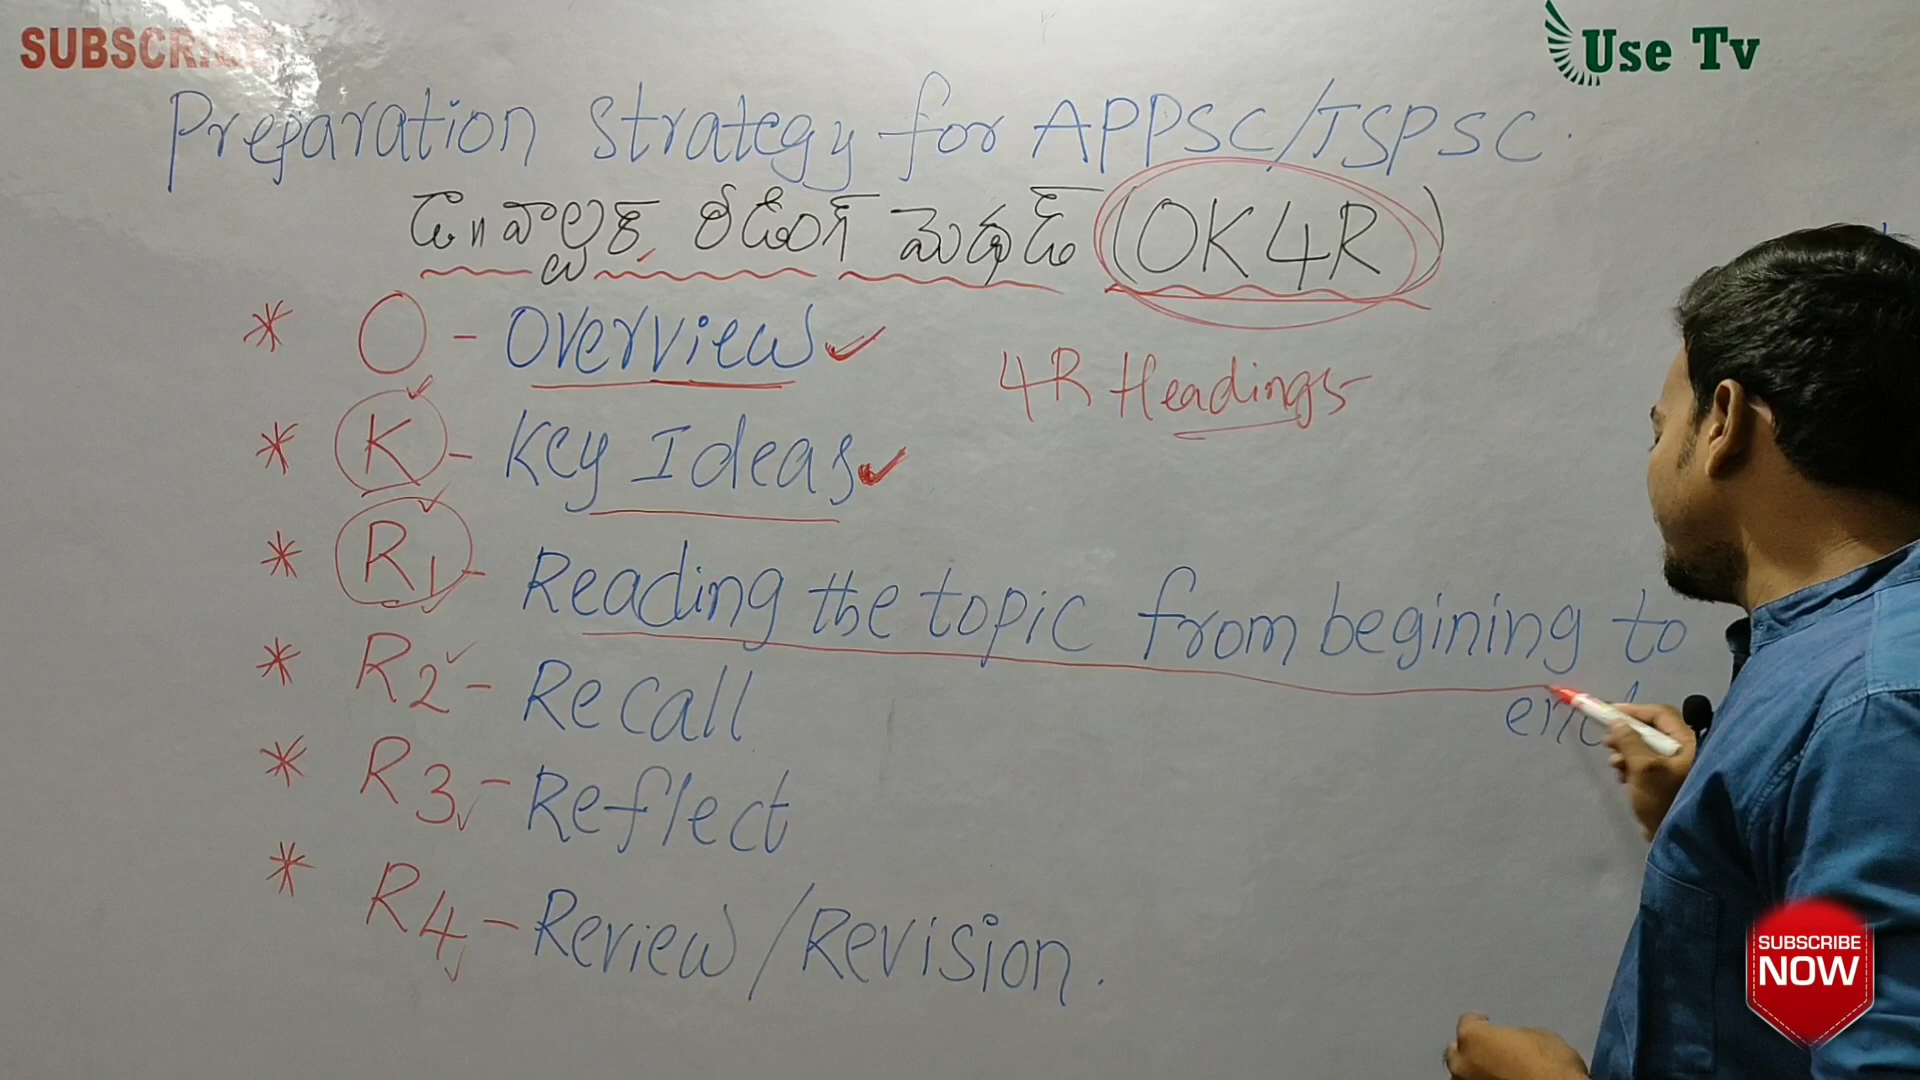 SUBSCRIBE
Use Tv
Preparation Strategy for APPSC/TSPSC.
డా॥ వాల్టర్ రీడింగ్ మెథడ్ (OK4R)
* O - Overview
4R Headings
* K - Key Ideas
* R1 - Reading the topic from begining to
end
* R2 - Recall
* R3 - Reflect
* R4 - Review/Revision.
SUBSCRIBE
NOW